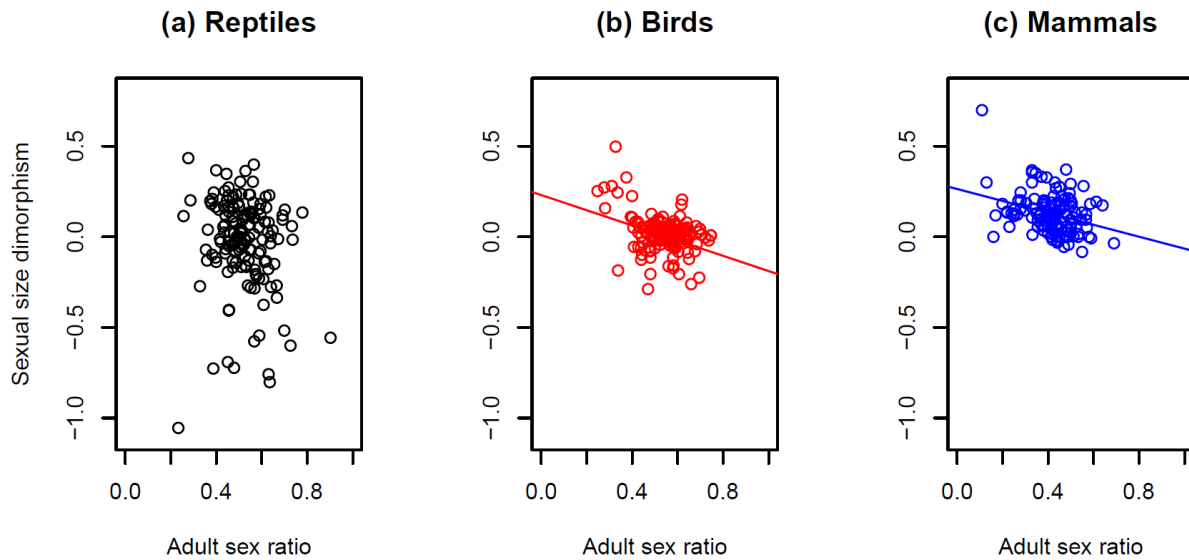 (a) Reptiles (b) Birds (c) Mammals
Sexual size dimorphism
0.5 0.5 0.5
0.0 0.0 0.0
−0.5 −0.5 −0.5
−1.0 −1.0 −1.0
0.0 0.4 0.8 0.0 0.4 0.8 0.0 0.4 0.8
Adult sex ratio Adult sex ratio Adult sex ratio